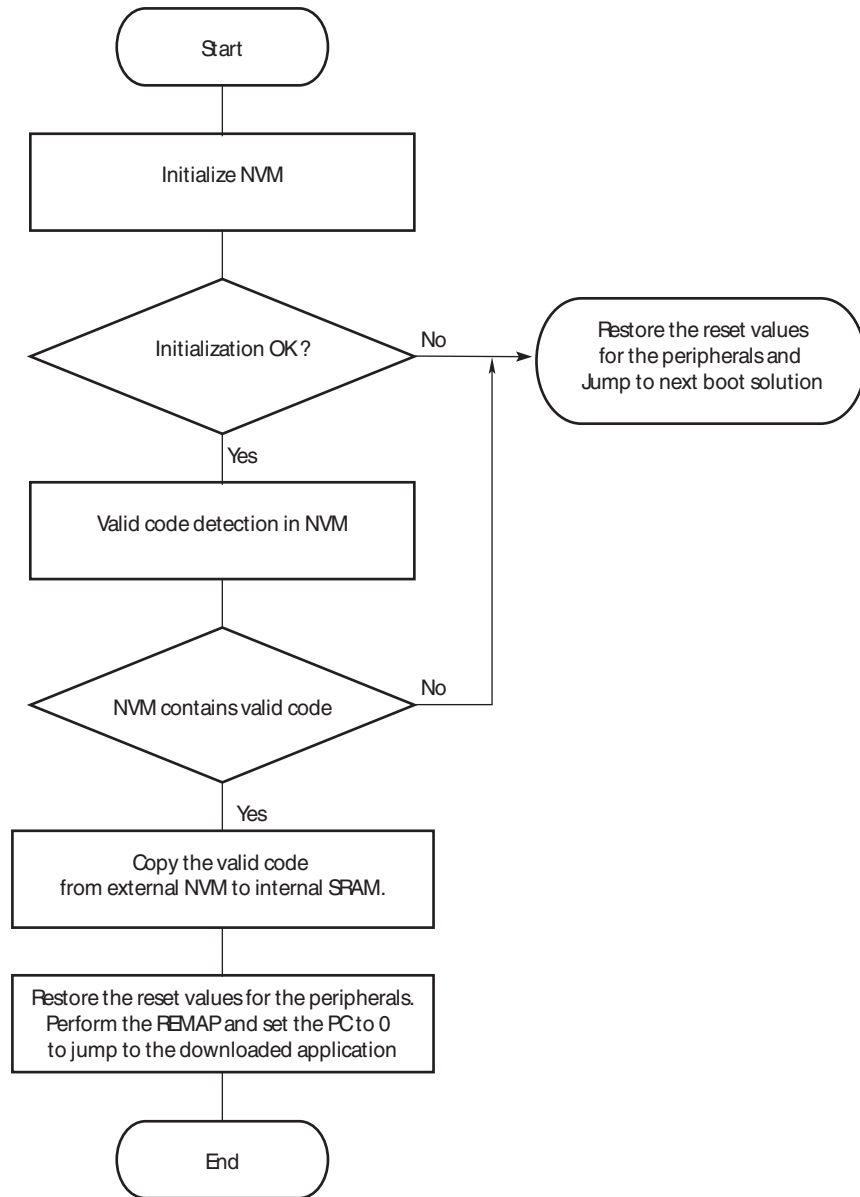 Start
Initialize NVM
Initialization OK?
No
Restore the reset values
for the peripherals and
Jump to next boot solution
Yes
Valid code detection in NVM
NVM contains valid code
No
Yes
Copy the valid code
from external NVM to internal SRAM.
Restore the reset values for the peripherals.
Perform the REMAP and set the PC to 0
to jump to the downloaded application
End